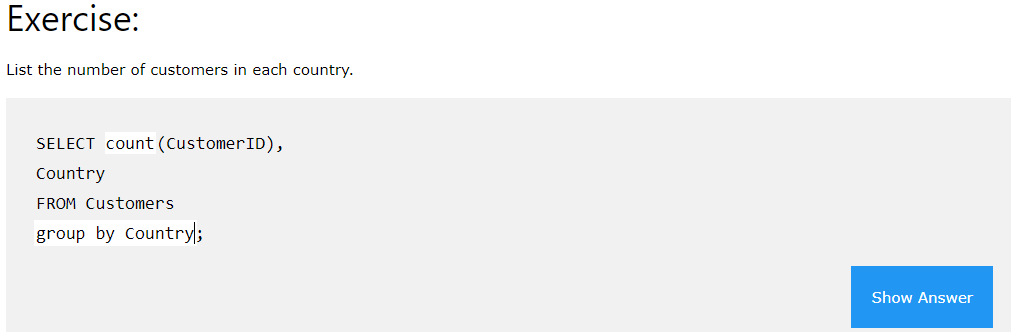 Exercise:
List the number of customers in each country.
SELECT count(CustomerID),
Country
FROM Customers
group by Country;
Show Answer